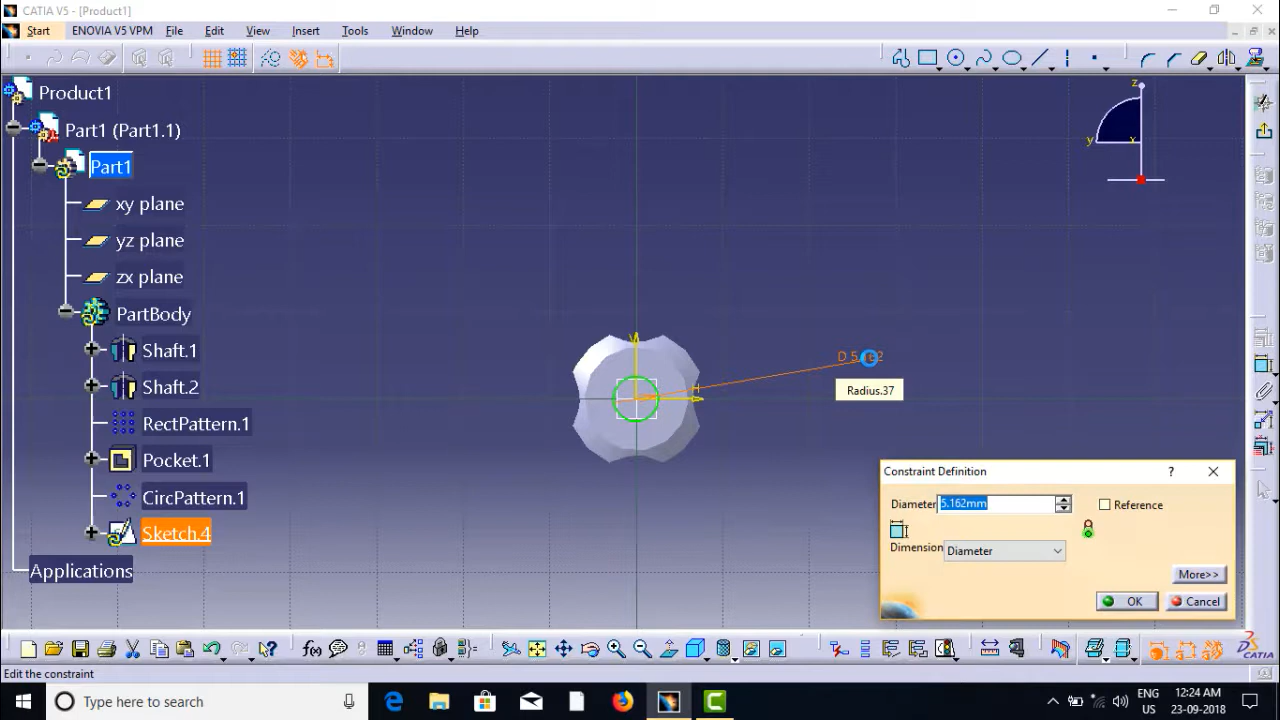 CATIA V5 - [Product1]
Start ENOVIA V5 VPM File Edit View Insert Tools Window Help
Product1
Part1 (Part1.1)
Part1
xy plane
yz plane
zx plane
PartBody
Shaft.1
Shaft.2
RectPattern.1
Pocket.1
CircPattern.1
Sketch.4
Applications
z
y x
V
H
Radius.37
Constraint Definition ?
Diameter 5.162mm Reference
Dimension Diameter
More>>
OK Cancel
f(x)
CATIA
Edit the constraint
Type here to search
ENG
US
12:24 AM
23-09-2018